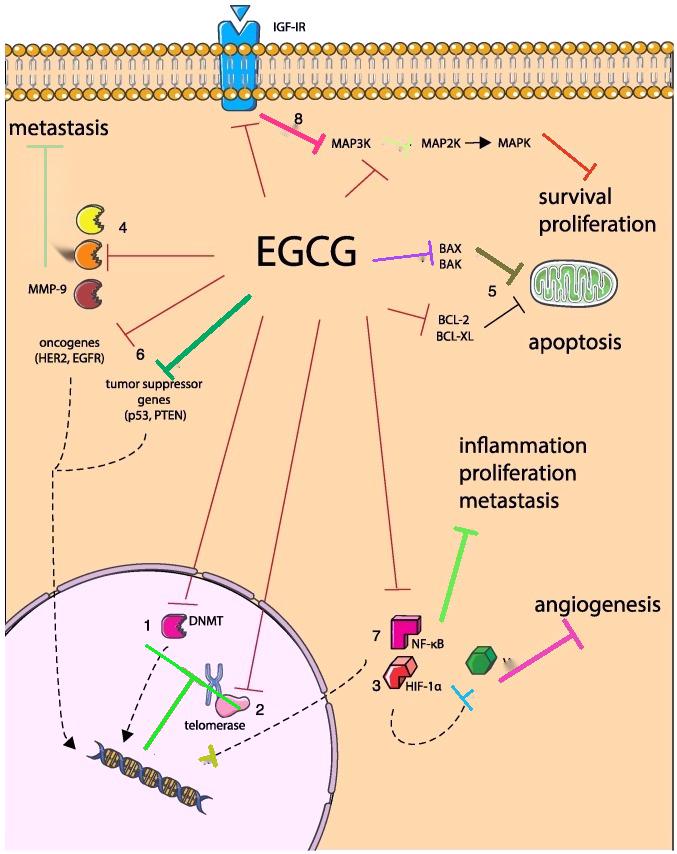 IGF-IR
metastasis
8
MAP3K
MAP2K
MAPK
survival
proliferation
4
EGCG
BAX
BAK
MMP-9
5
BCL-2
BCL-XL
apoptosis
oncogenes
(HER2, EGFR)
6
tumor suppressor
genes
(p53, PTEN)
inflammation
proliferation
metastasis
angiogenesis
1
DNMT
7
NF-κB
3
HIF-1α
2
telomerase